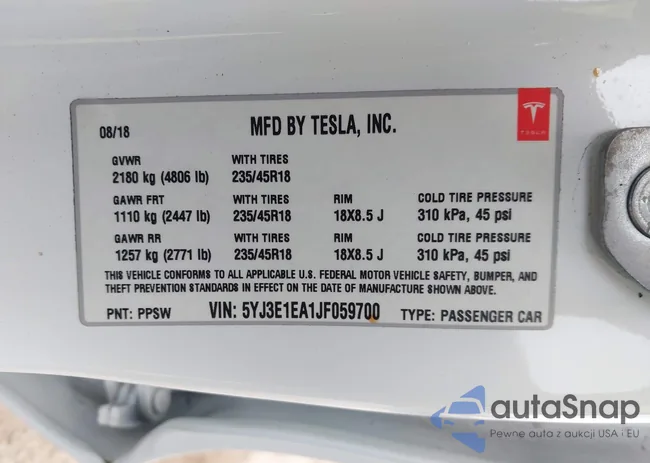 08/18 MFD BY TESLA, INC.
TESLA
GVWR WITH TIRES
2180 kg (4806 lb) 235/45R18
GAWR FRT WITH TIRES RIM COLD TIRE PRESSURE
1110 kg (2447 lb) 235/45R18 18X8.5 J 310 kPa, 45 psi
GAWR RR WITH TIRES RIM COLD TIRE PRESSURE
1257 kg (2771 lb) 235/45R18 18X8.5 J 310 kPa, 45 psi
THIS VEHICLE CONFORMS TO ALL APPLICABLE U.S. FEDERAL MOTOR VEHICLE SAFETY, BUMPER, AND
THEFT PREVENTION STANDARDS IN EFFECT ON THE DATE OF MANUFACTURE SHOWN ABOVE.
PNT: PPSW VIN: 5YJ3E1EA1JF059700 TYPE: PASSENGER CAR
autaSnap
Pewne auta z aukcji USA i EU